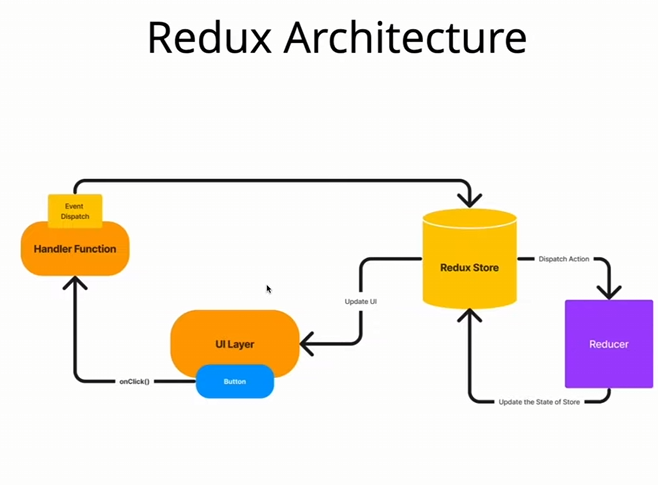 Redux Architecture
Event
Dispatch
Handler Function
Redux Store
Dispatch Action
Update Ui
UI Layer
Reducer
onClick()
Button
Update the State of Store